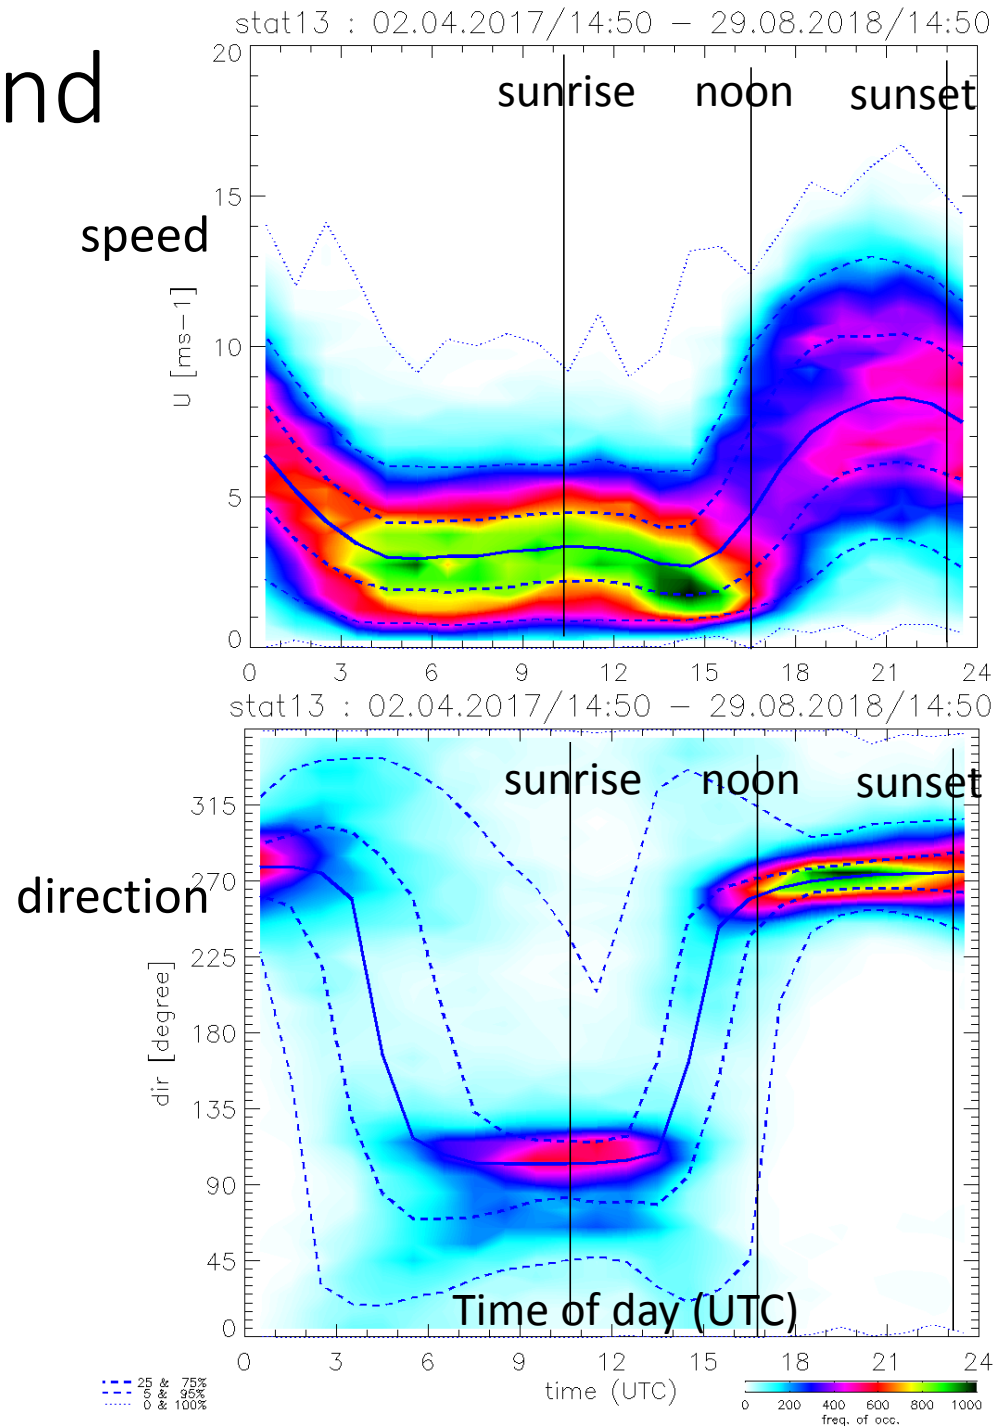 stat13 : 02.04.2017/14:50 – 29.08.2018/14:50
nd
20
sunrise noon sunset
15
speed
U [ms−1]
10
5
0
0 3 6 9 12 15 18 21 24
stat13 : 02.04.2017/14:50 – 29.08.2018/14:50
sunrise noon sunset
315
direction
270
225
dir [degree]
180
135
90
45
Time of day (UTC)
0
0 3 6 9 12 15 18 21 24
time (UTC)
25 & 75%
5 & 95%
0 & 100%
0 200 400 600 800 1000
freq. of occ.